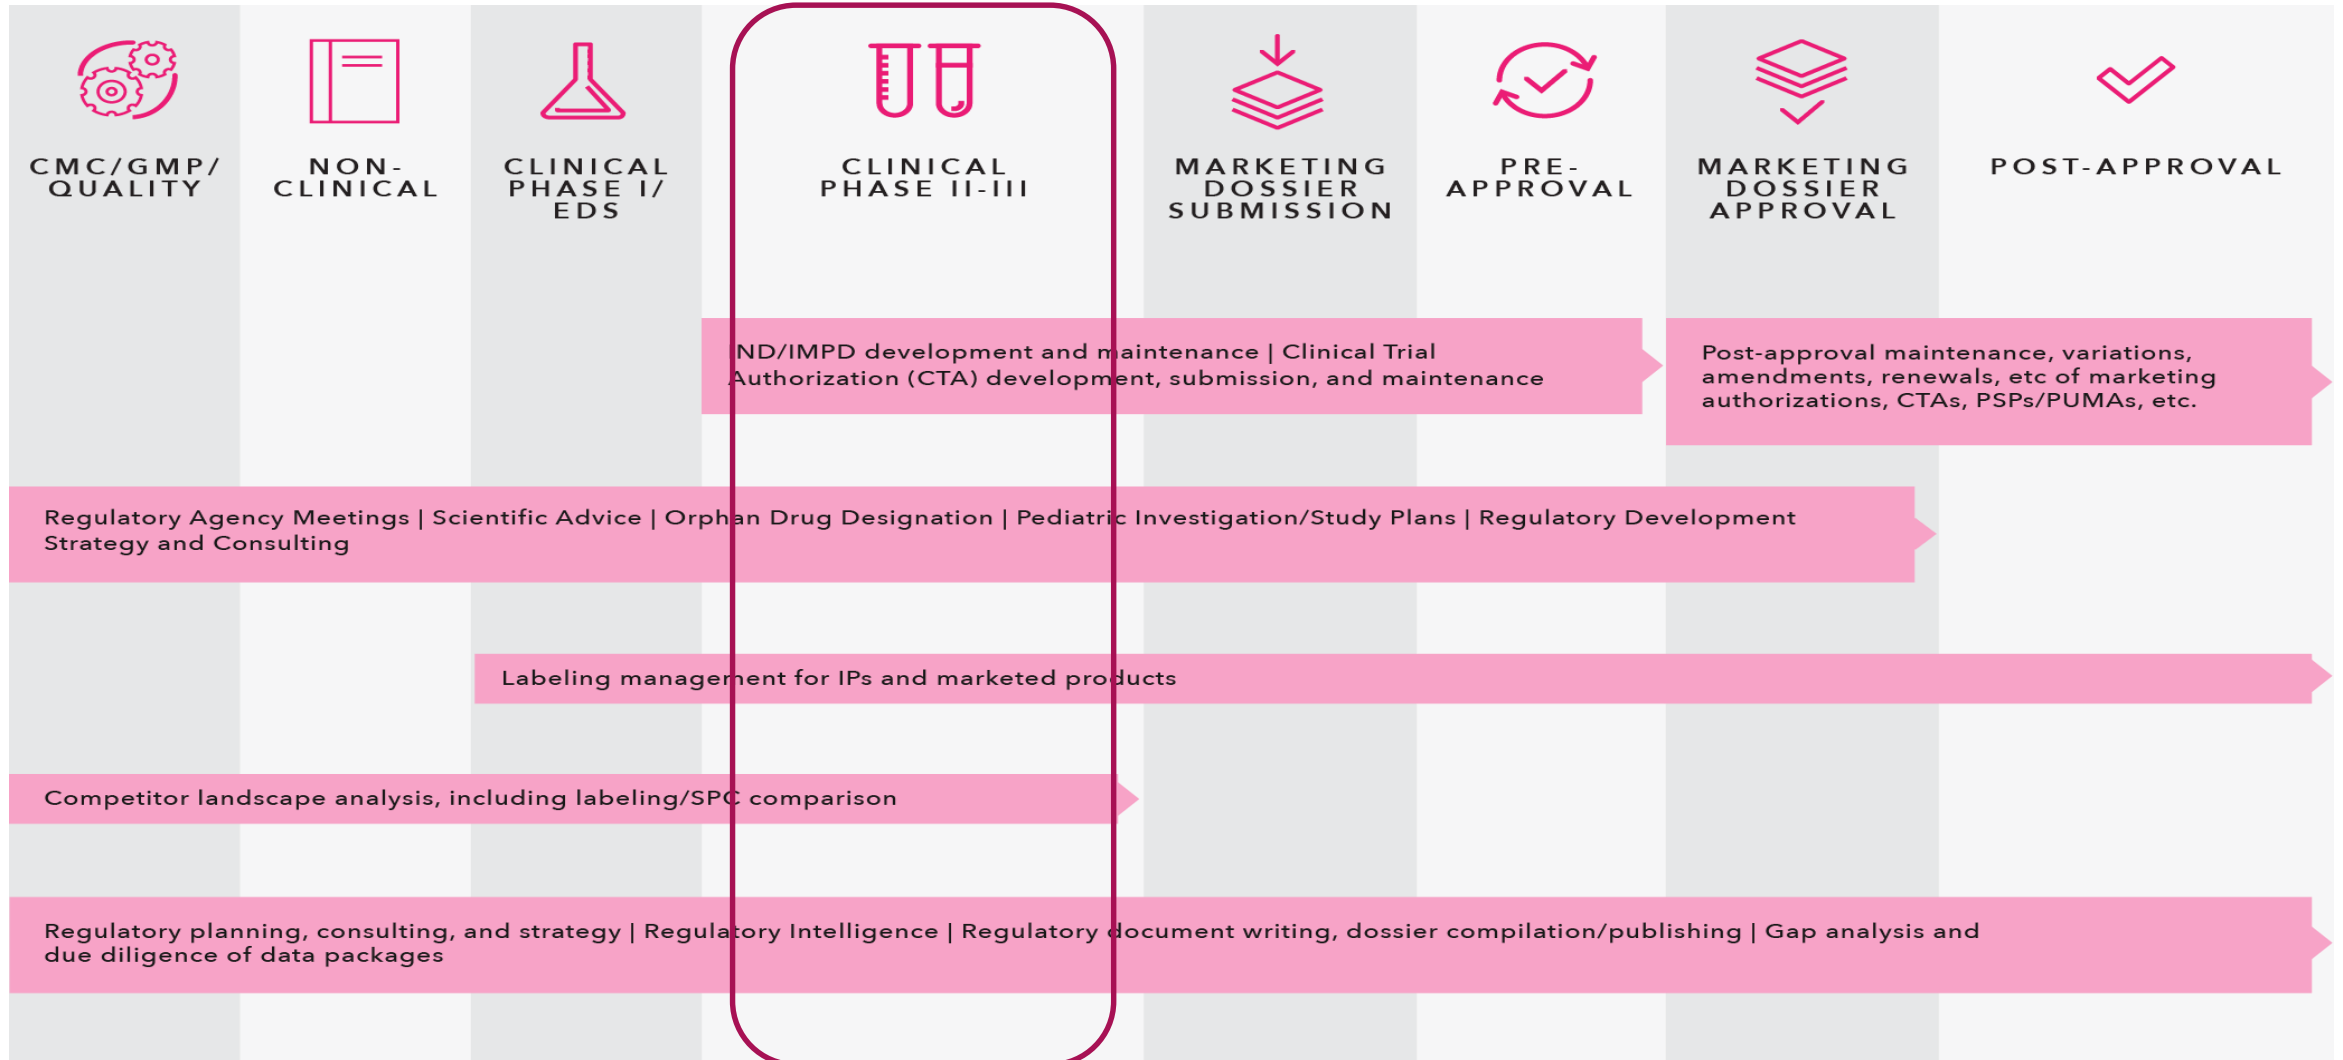 CMC/GMP/
QUALITY
NON-
CLINICAL
CLINICAL
PHASE I/
EDS
CLINICAL
PHASE II-III
MARKETING
DOSSIER
SUBMISSION
PRE-
APPROVAL
MARKETING
DOSSIER
APPROVAL
POST-APPROVAL
IND/IMPD development and maintenance | Clinical Trial
Authorization (CTA) development, submission, and maintenance
Post-approval maintenance, variations,
amendments, renewals, etc of marketing
authorizations, CTAs, PSPs/PUMAs, etc.
Regulatory Agency Meetings | Scientific Advice | Orphan Drug Designation | Pediatric Investigation/Study Plans | Regulatory Development
Strategy and Consulting
Labeling management for IPs and marketed products
Competitor landscape analysis, including labeling/SPC comparison
Regulatory planning, consulting, and strategy | Regulatory Intelligence | Regulatory document writing, dossier compilation/publishing | Gap analysis and
due diligence of data packages